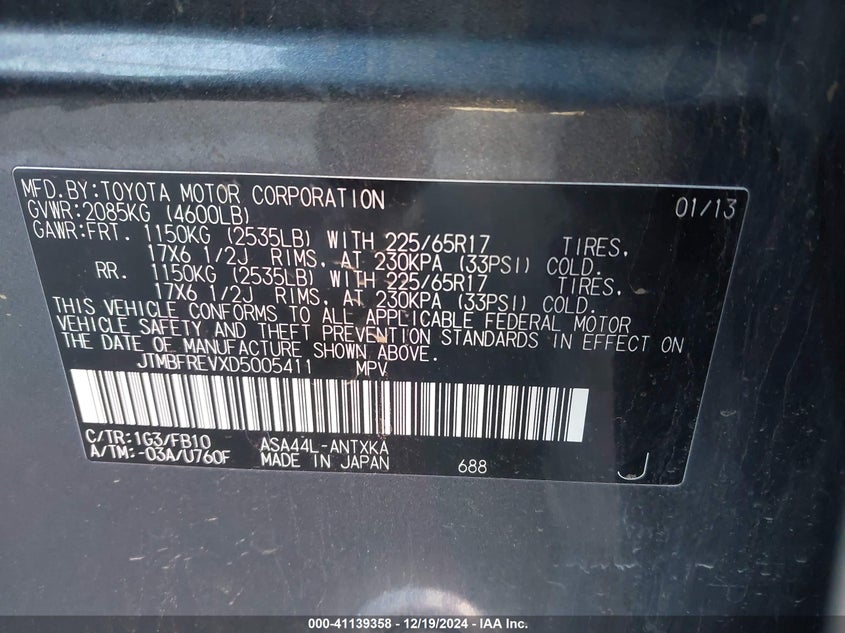 MFD.BY:TOYOTA MOTOR CORPORATION 01/13
GVWR:2085KG (4600LB)
GAWR:FRT. 1150KG (2535LB) WITH 225/65R17 TIRES,
17X6 1/2J RIMS, AT 230KPA (33PSI) COLD.
RR. 1150KG (2535LB) WITH 225/65R17 TIRES,
17X6 1/2J RIMS, AT 230KPA (33PSI) COLD.
THIS VEHICLE CONFORMS TO ALL APPLICABLE FEDERAL MOTOR
VEHICLE SAFETY AND THEFT PREVENTION STANDARDS IN EFFECT ON
THE DATE OF MANUFACTURE SHOWN ABOVE.
JTMBFREVXD5005411 MPV
C/TR:1G3/FB10 ASA44L-ANTXKA
A/TM:-03A/U760F MADE IN JAPAN 688 J
000-41139358 - 12/19/2024 - IAA Inc.